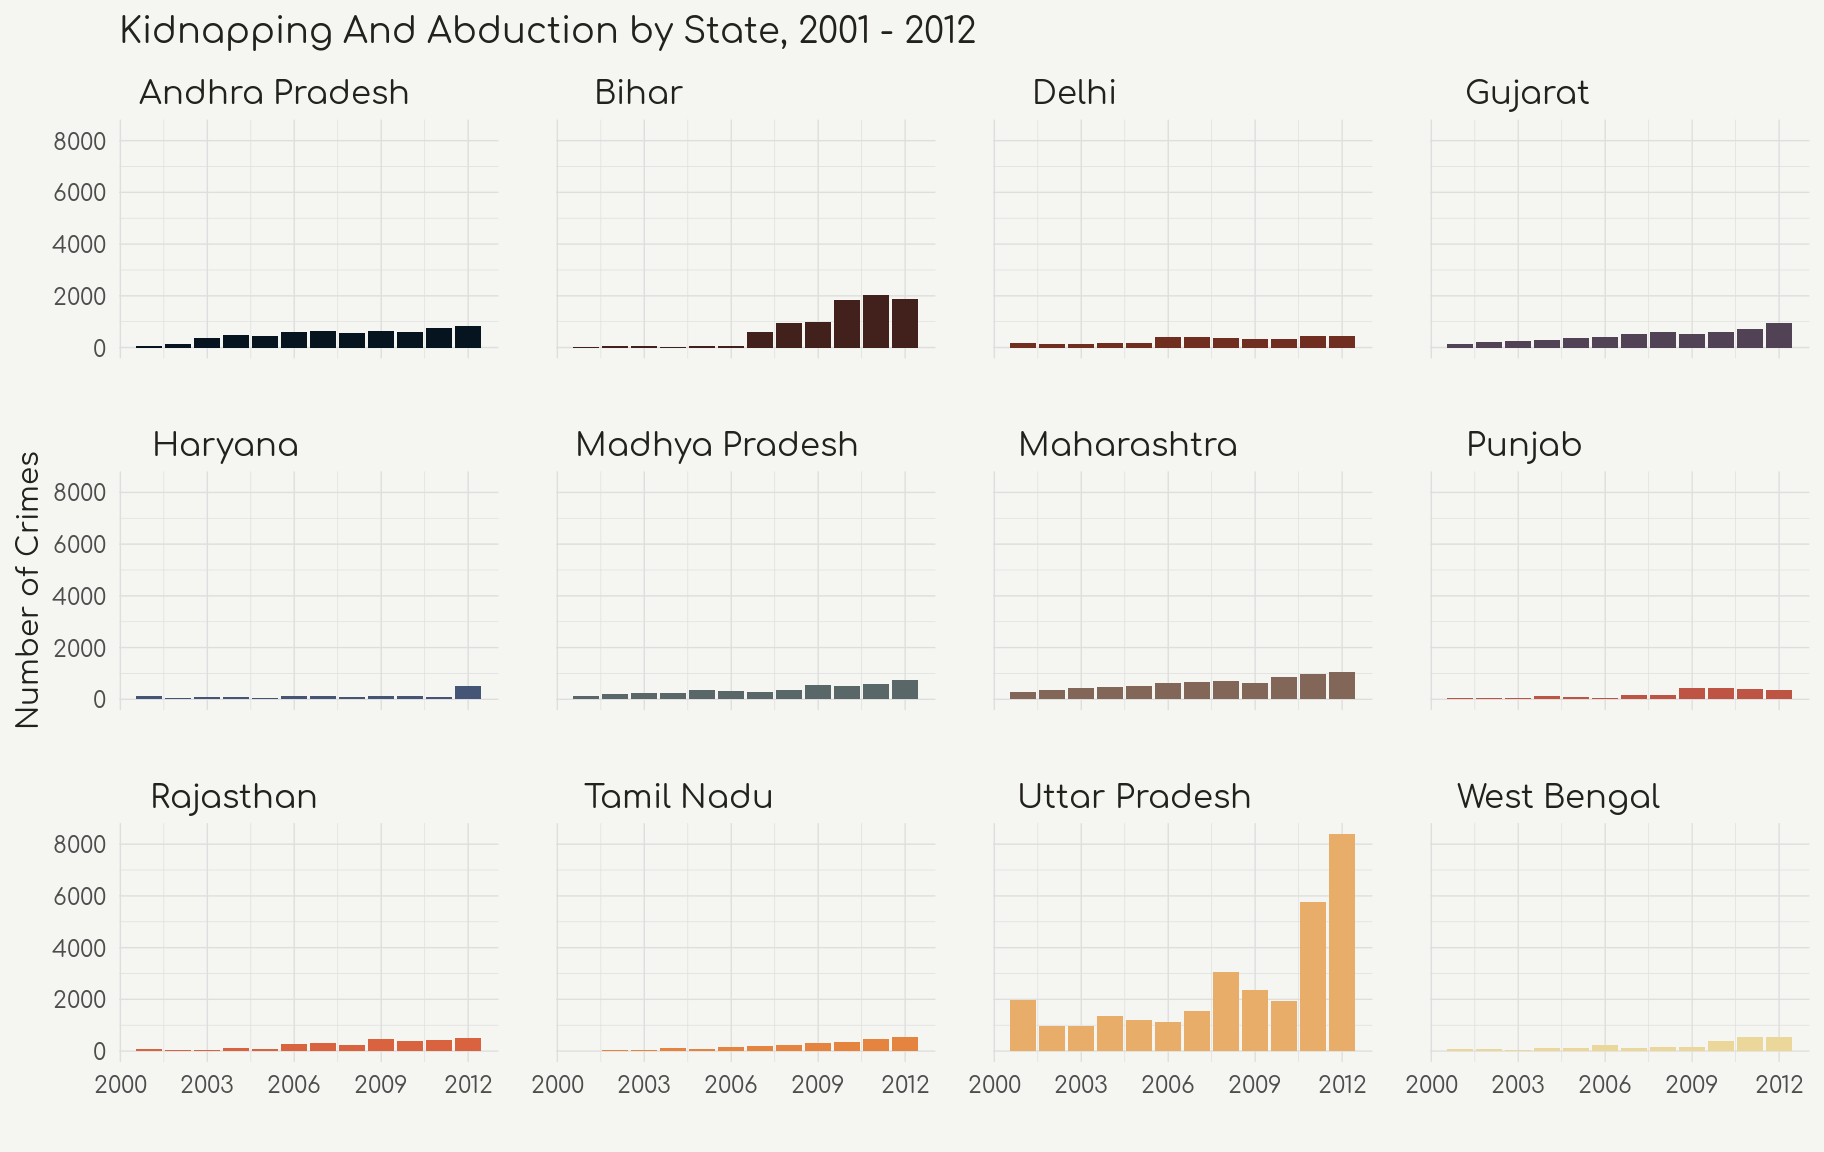 Kidnapping And Abduction by State, 2001 - 2012
Andhra Pradesh
Bihar
Delhi
Gujarat
8000
6000
4000
2000
0
Number of Crimes
Haryana
Madhya Pradesh
Maharashtra
Punjab
8000
6000
4000
2000
0
Rajasthan
Tamil Nadu
Uttar Pradesh
West Bengal
8000
6000
4000
2000
0
2000 2003 2006 2009 2012
2000 2003 2006 2009 2012
2000 2003 2006 2009 2012
2000 2003 2006 2009 2012